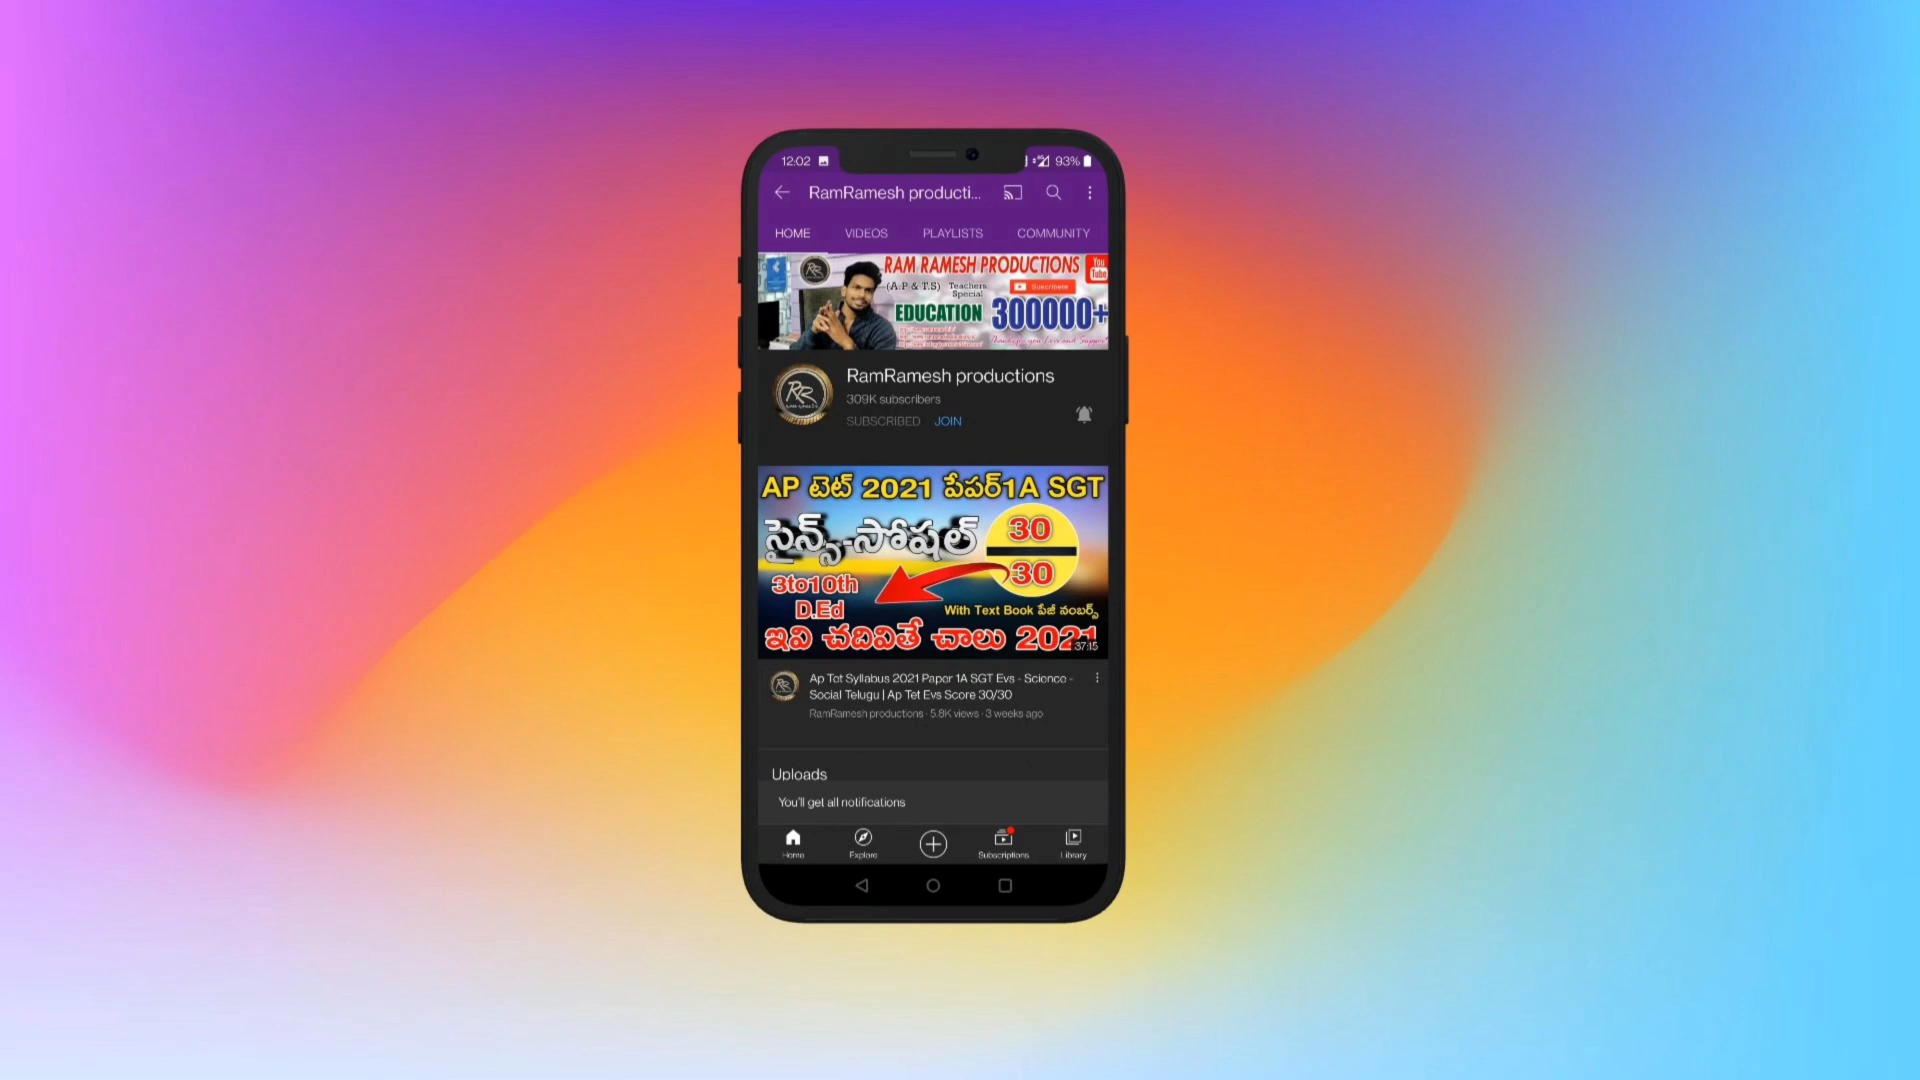 12:02
93%
RamRamesh producti...
HOME VIDEOS PLAYLISTS COMMUNITY
RAM RAMESH PRODUCTIONS
You Tube
(A.P & T.S) Teachers Special
EDUCATION 300000+
RamRamesh productions
309K subscribers
SUBSCRIBED JOIN
AP టెట్ 2021 పేపర్1A SGT
సైన్స్-సోషల్ 30
30
3to10th
D.Ed
With Text Book పేజీ నంబర్స్
ఇవి చదివితే చాలు 2021
37:15
Ap Tet Syllabus 2021 Paper 1A SGT Evs - Science -
Social Telugu | Ap Tet Evs Score 30/30
RamRamesh productions · 5.8K views · 3 weeks ago
Uploads
You'll get all notifications
Home Explore Subscriptions Library